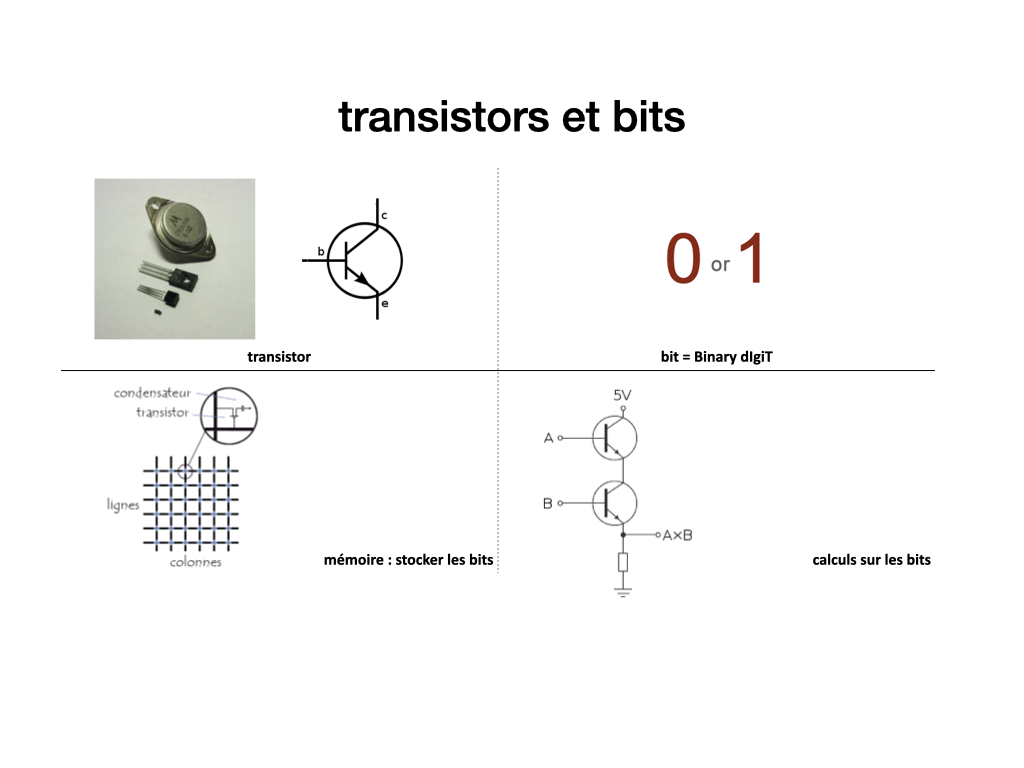 transistors et bits
c
b
e
transistor
0 or 1
bit = Binary dIgiT
condensateur
transistor
lignes
colonnes
mémoire : stocker les bits
5V
A
B
A×B
calculs sur les bits